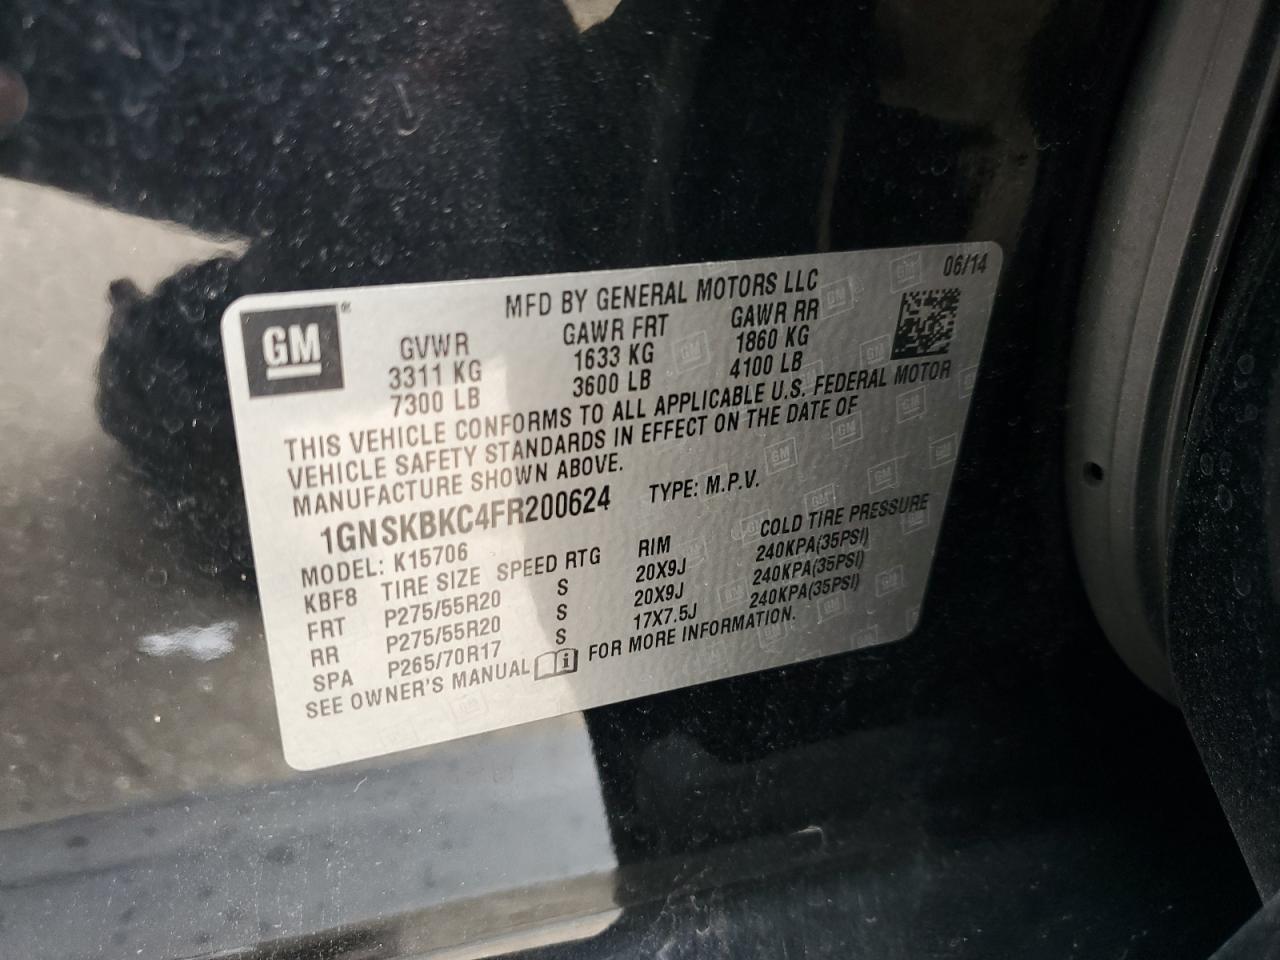 MFD BY GENERAL MOTORS LLC 06/14
GM®
GVWR GAWR FRT GAWR RR
3311 KG 1633 KG 1860 KG
7300 LB 3600 LB 4100 LB
THIS VEHICLE CONFORMS TO ALL APPLICABLE U.S. FEDERAL MOTOR
VEHICLE SAFETY STANDARDS IN EFFECT ON THE DATE OF
MANUFACTURE SHOWN ABOVE.
1GNSKBKC4FR200624 TYPE: M.P.V.
MODEL: K15706
KBF8 TIRE SIZE SPEED RTG RIM COLD TIRE PRESSURE
FRT P275/55R20 S 20X9J 240KPA(35PSI)
RR P275/55R20 S 20X9J 240KPA(35PSI)
SPA P265/70R17 S 17X7.5J 240KPA(35PSI)
SEE OWNER'S MANUAL i FOR MORE INFORMATION.